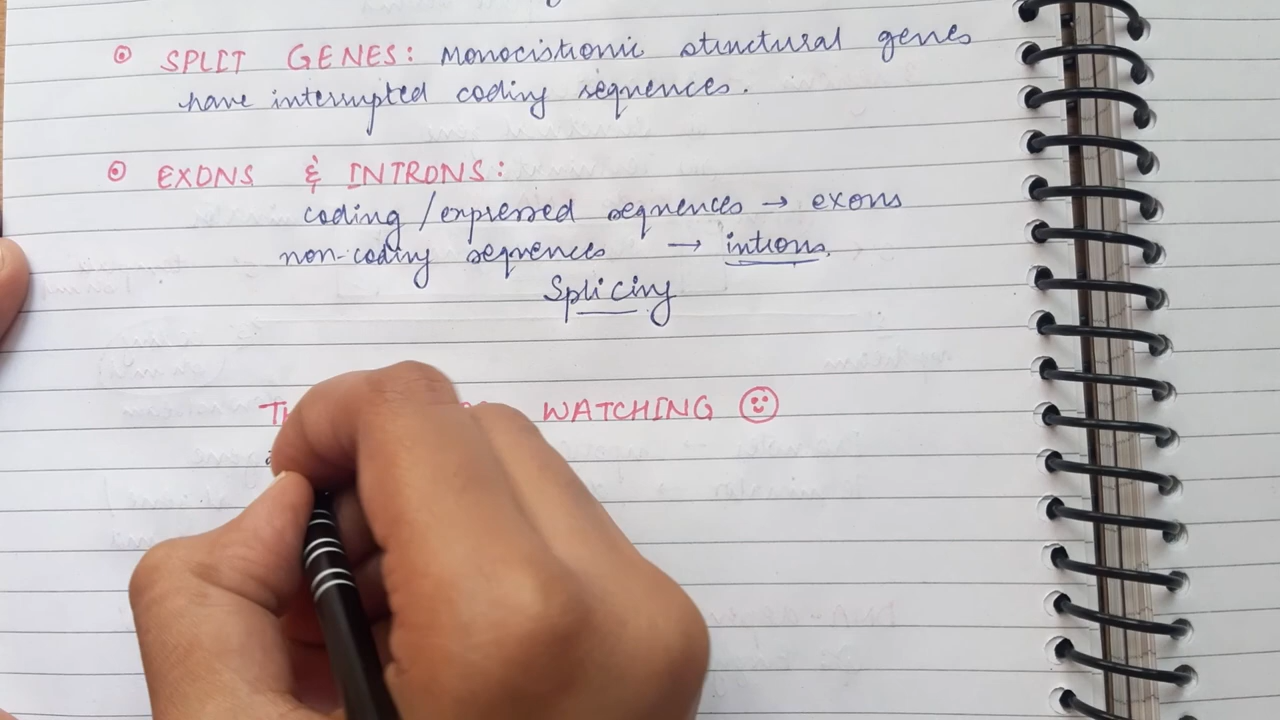 SPLIT GENES: Monocistronic structural genes
have interrupted coding sequences.
EXONS & INTRONS:
coding/expressed sequences → exons
non-coding sequences → introns.
Splicing
WATCHING